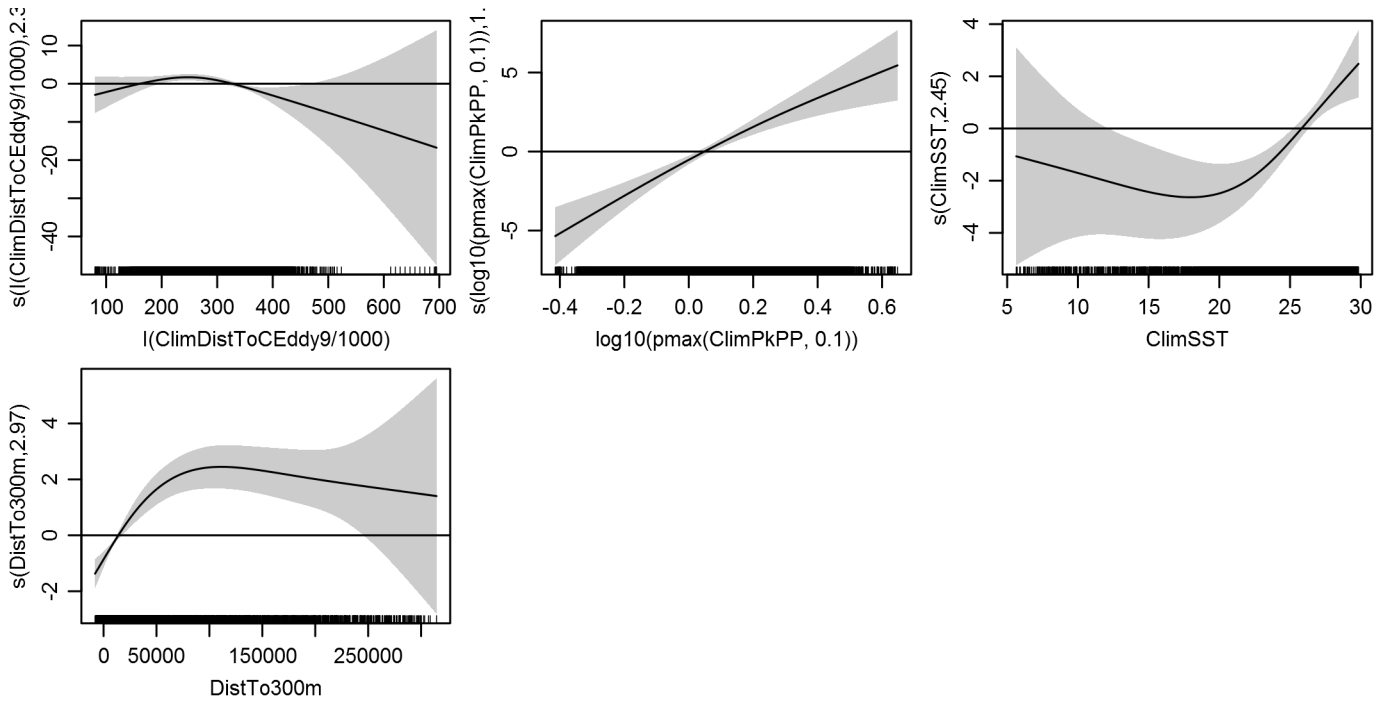 s(I(ClimDistToCEddy9/1000),2.3
10
0
-20
-40
100 200 300 400 500 600 700
I(ClimDistToCEddy9/1000)
s(log10(pmax(ClimPkPP, 0.1)),1.
5
0
-5
-0.4 -0.2 0.0 0.2 0.4 0.6
log10(pmax(ClimPkPP, 0.1))
s(ClimSST,2.45)
4
2
0
-2
-4
5 10 15 20 25 30
ClimSST
s(DistTo300m,2.97)
4
2
0
-2
0 50000 150000 250000
DistTo300m